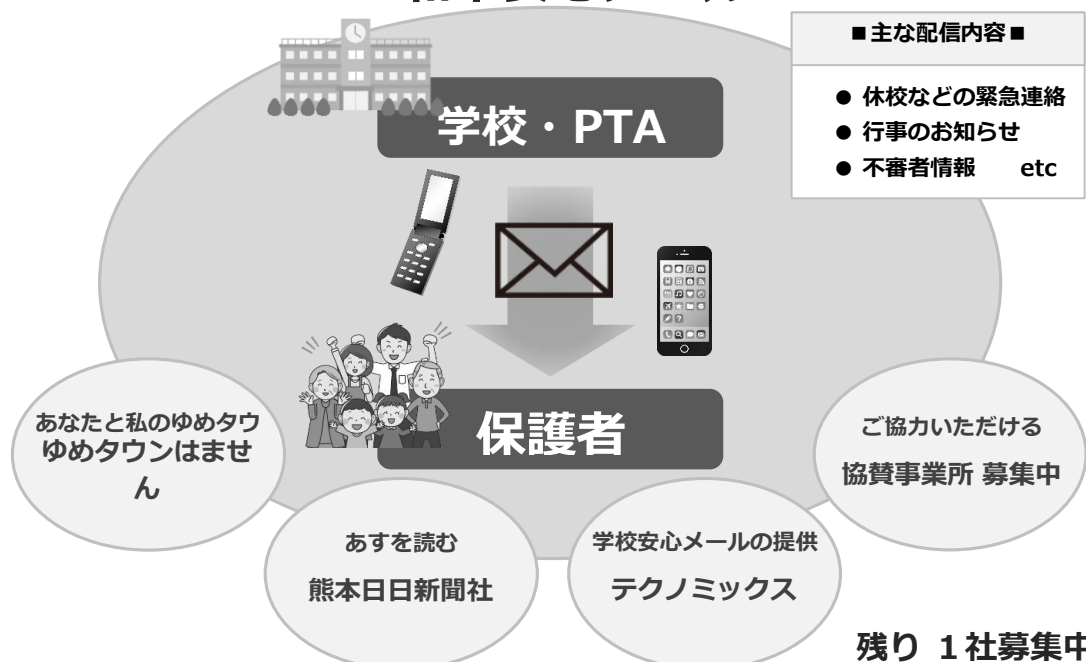 ■主な配信内容■
● 休校などの緊急連絡
● 行事のお知らせ
● 不審者情報　etc
学校・PTA
保護者
あなたと私のゆめタウ
ゆめタウンはませ
ん
あすを読む
熊本日日新聞社
学校安心メールの提供
テクノミックス
ご協力いただける
協賛事業所 募集中
残り １社募集中